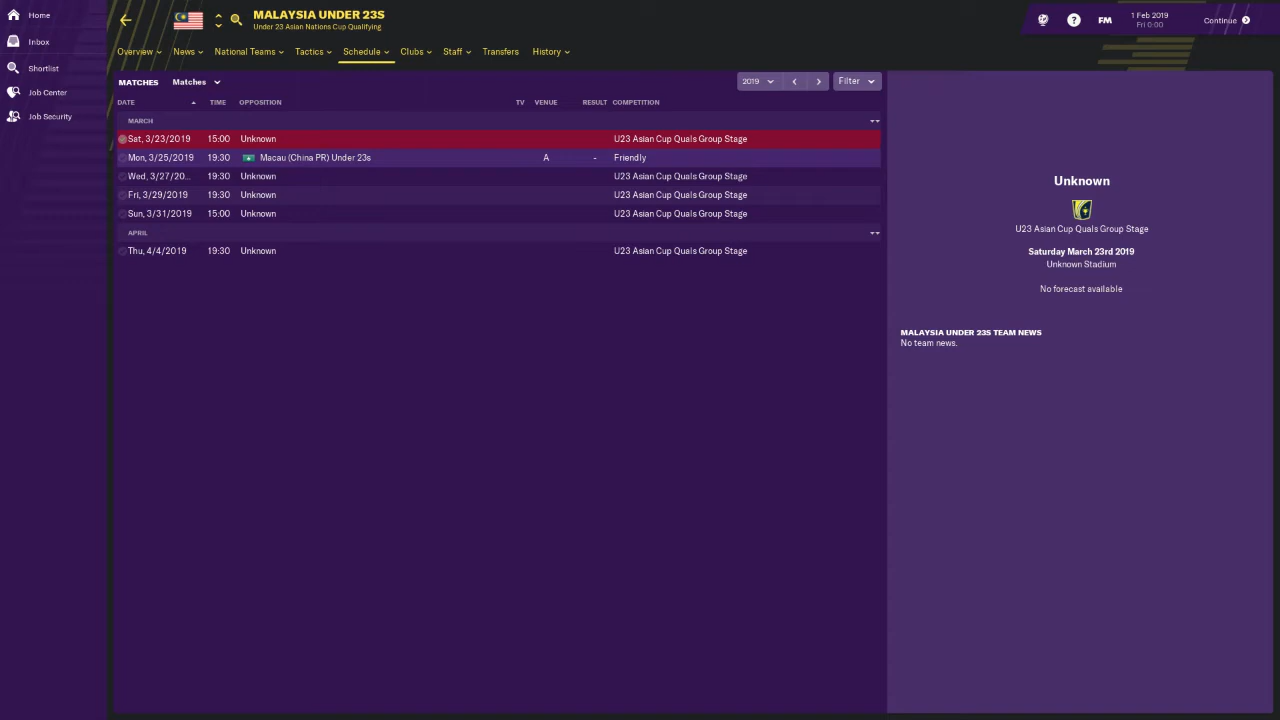 Home
Inbox
Shortlist
Job Center
Job Security
MALAYSIA UNDER 23S
Under 23 Asian Nations Cup Qualifying
? FM 1 Feb 2019 Fri 0:00 Continue
Overview News National Teams Tactics Schedule Clubs Staff Transfers History
MATCHES Matches 2019 Filter
DATE TIME OPPOSITION TV VENUE RESULT COMPETITION
MARCH
Sat, 3/23/2019 15:00 Unknown U23 Asian Cup Quals Group Stage
Mon, 3/25/2019 19:30 Macau (China PR) Under 23s A - Friendly
Wed, 3/27/20... 19:30 Unknown U23 Asian Cup Quals Group Stage
Fri, 3/29/2019 19:30 Unknown U23 Asian Cup Quals Group Stage
Sun, 3/31/2019 15:00 Unknown U23 Asian Cup Quals Group Stage
APRIL
Thu, 4/4/2019 19:30 Unknown U23 Asian Cup Quals Group Stage
Unknown
U23 Asian Cup Quals Group Stage
Saturday March 23rd 2019
Unknown Stadium
No forecast available
MALAYSIA UNDER 23S TEAM NEWS
No team news.